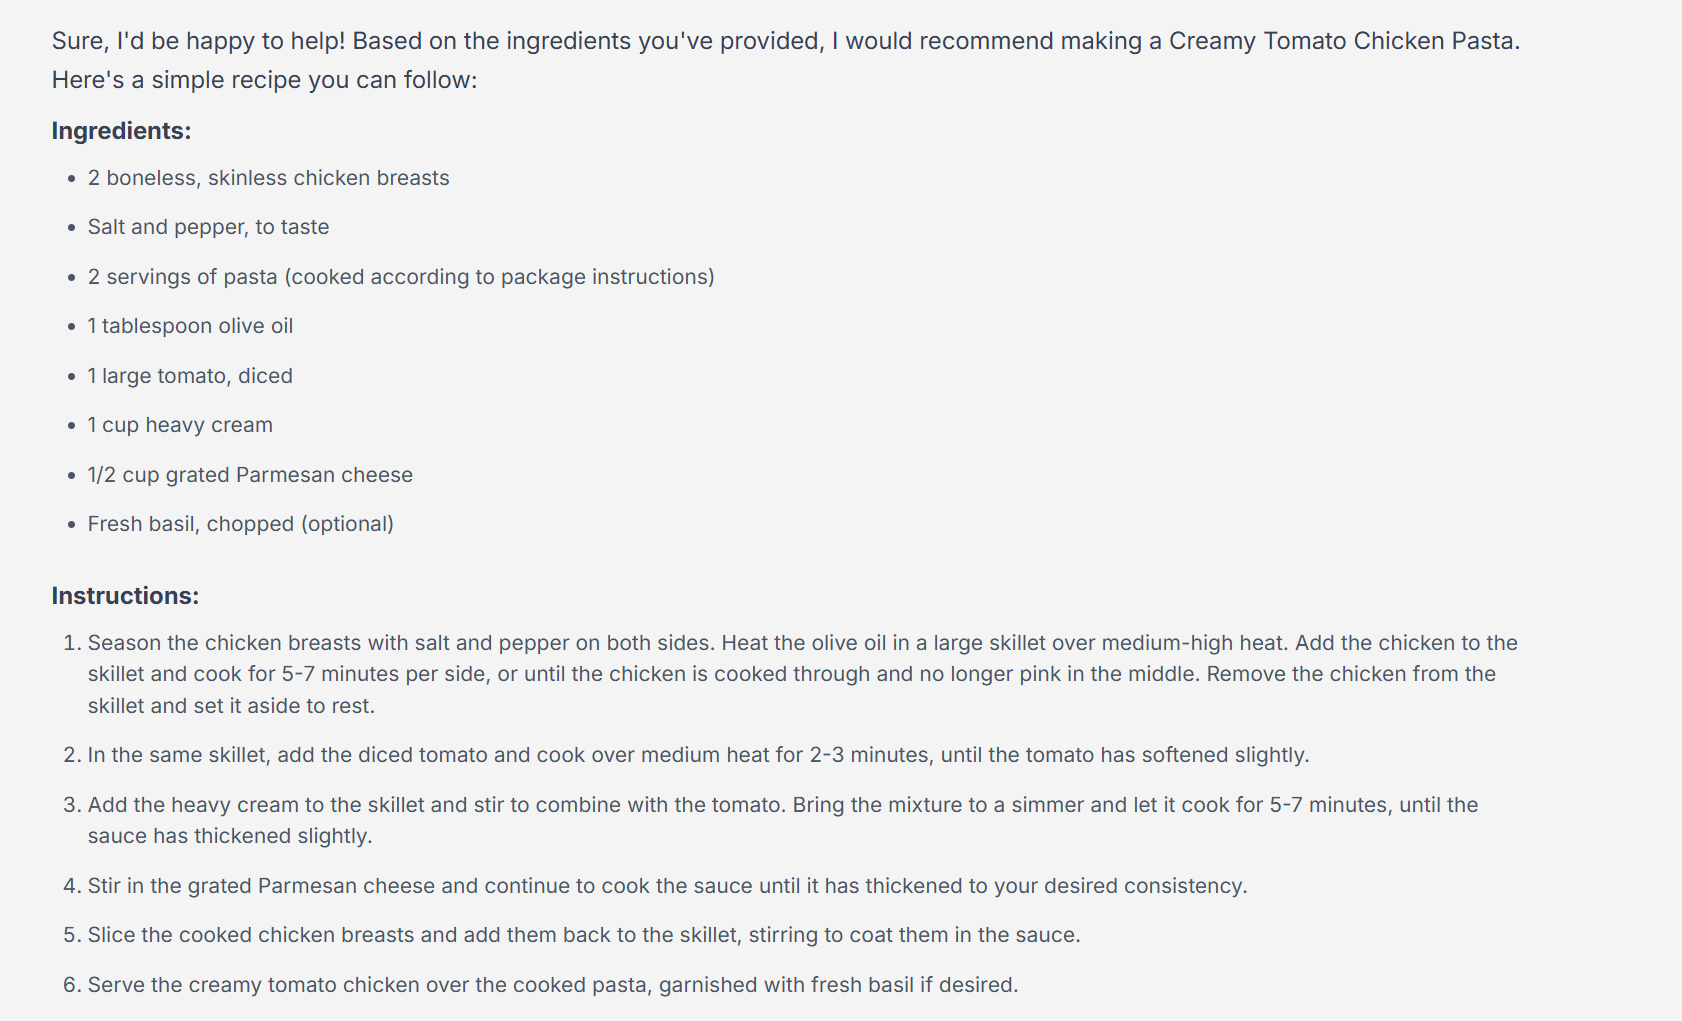 Sure, I'd be happy to help! Based on the ingredients you've provided, I would recommend making a Creamy Tomato Chicken Pasta.
Here's a simple recipe you can follow:
Ingredients:
• 2 boneless, skinless chicken breasts
• Salt and pepper, to taste
• 2 servings of pasta (cooked according to package instructions)
• 1 tablespoon olive oil
• 1 large tomato, diced
• 1 cup heavy cream
• 1/2 cup grated Parmesan cheese
• Fresh basil, chopped (optional)
Instructions:
1. Season the chicken breasts with salt and pepper on both sides. Heat the olive oil in a large skillet over medium-high heat. Add the chicken to the
skillet and cook for 5-7 minutes per side, or until the chicken is cooked through and no longer pink in the middle. Remove the chicken from the
skillet and set it aside to rest.
2. In the same skillet, add the diced tomato and cook over medium heat for 2-3 minutes, until the tomato has softened slightly.
3. Add the heavy cream to the skillet and stir to combine with the tomato. Bring the mixture to a simmer and let it cook for 5-7 minutes, until the
sauce has thickened slightly.
4. Stir in the grated Parmesan cheese and continue to cook the sauce until it has thickened to your desired consistency.
5. Slice the cooked chicken breasts and add them back to the skillet, stirring to coat them in the sauce.
6. Serve the creamy tomato chicken over the cooked pasta, garnished with fresh basil if desired.